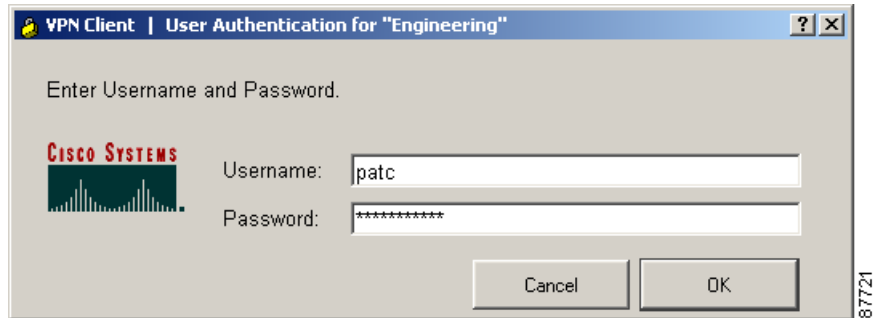 VPN Client | User Authentication for "Engineering"
Enter Username and Password.
CISCO SYSTEMS
Username: patc
Password: ***********
Cancel OK
87721